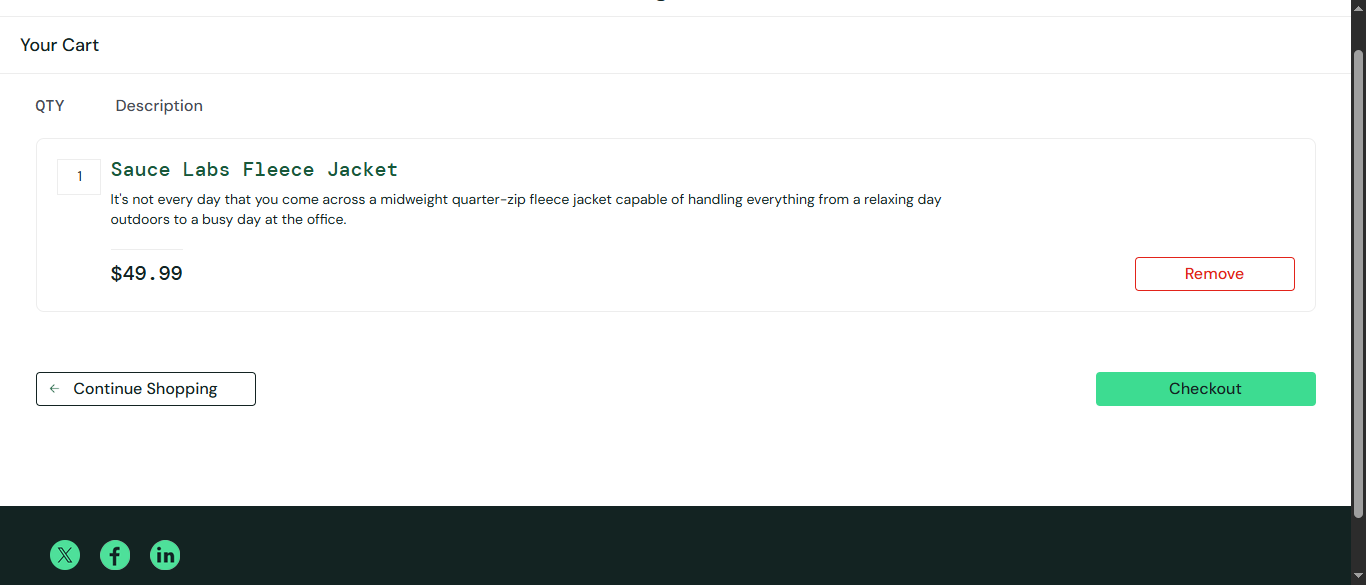 Your Cart
QTY Description
1 Sauce Labs Fleece Jacket
It's not every day that you come across a midweight quarter-zip fleece jacket capable of handling everything from a relaxing day
outdoors to a busy day at the office.
$49.99 Remove
← Continue Shopping Checkout